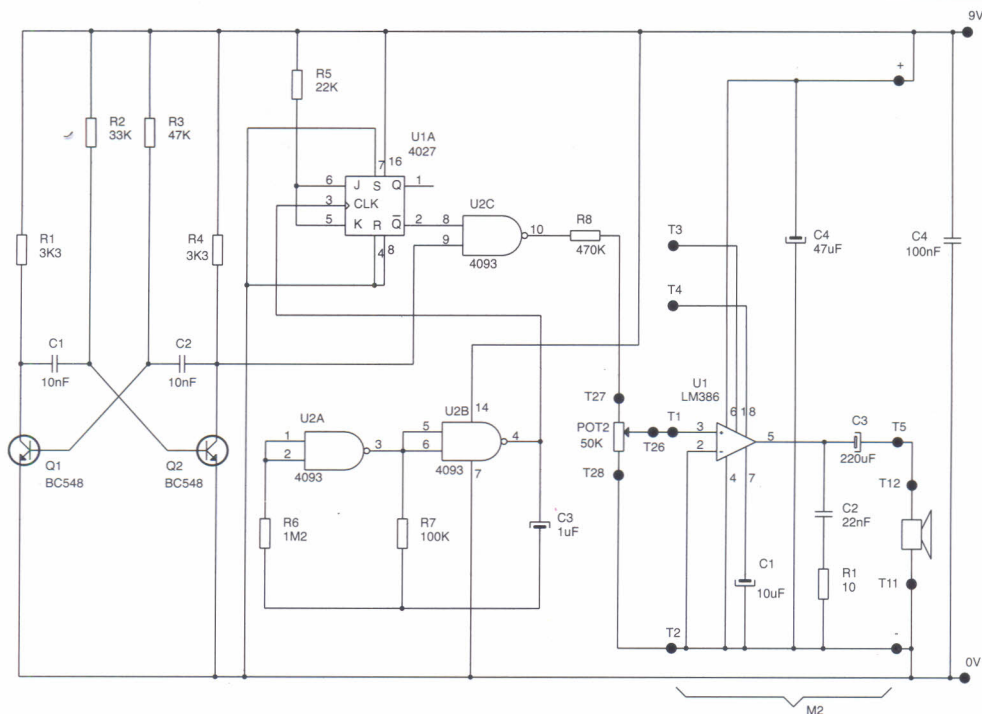 9V
R5
22K
+
R2
33K
R3
47K
U1A
4027
7
16
6
J
S
Q
1
3
CLK
U2C
5
K
R
Q
2
8
10
R8
470K
4
8
9
4093
R1
3K3
R4
3K3
T3
C4
47uF
C4
100nF
T4
C1
10nF
C2
10nF
U1
LM386
T27
U2A
U2B
14
POT2
50K
T1
T26
3
6
1
8
5
C3
220uF
T5
1
2
3
5
6
4
2
4
7
T28
4093
4093
7
T12
Q1
BC548
Q2
BC548
R6
1M2
R7
100K
C3
1uF
C2
22nF
C1
10uF
R1
10
T11
T2
-
0V
M2